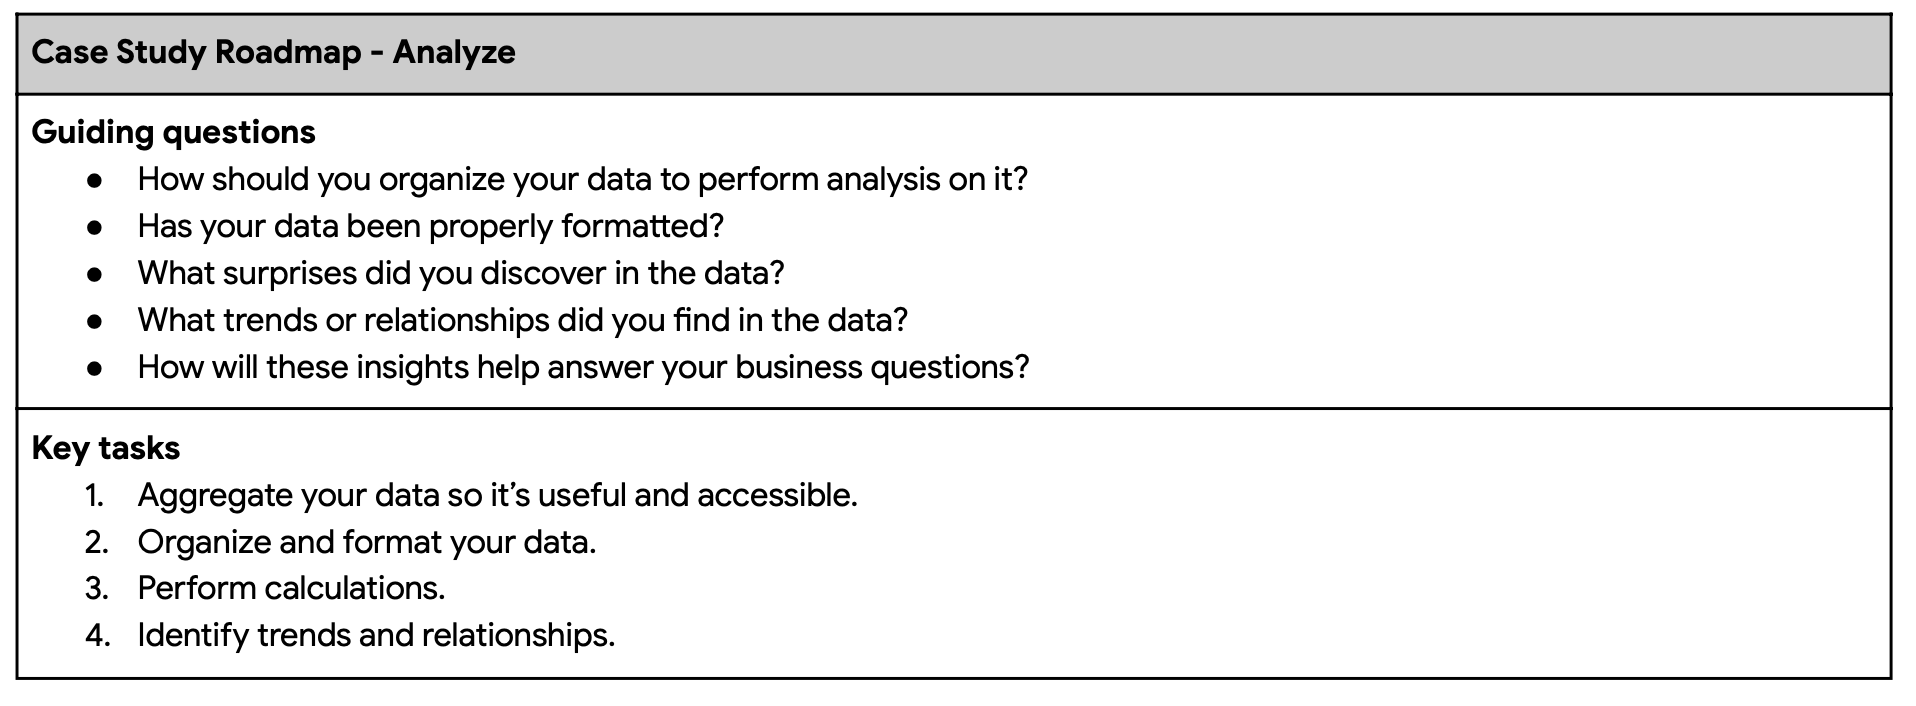 Case Study Roadmap - Analyze
Guiding questions
● How should you organize your data to perform analysis on it?
● Has your data been properly formatted?
● What surprises did you discover in the data?
● What trends or relationships did you find in the data?
● How will these insights help answer your business questions?
Key tasks
1. Aggregate your data so it’s useful and accessible.
2. Organize and format your data.
3. Perform calculations.
4. Identify trends and relationships.